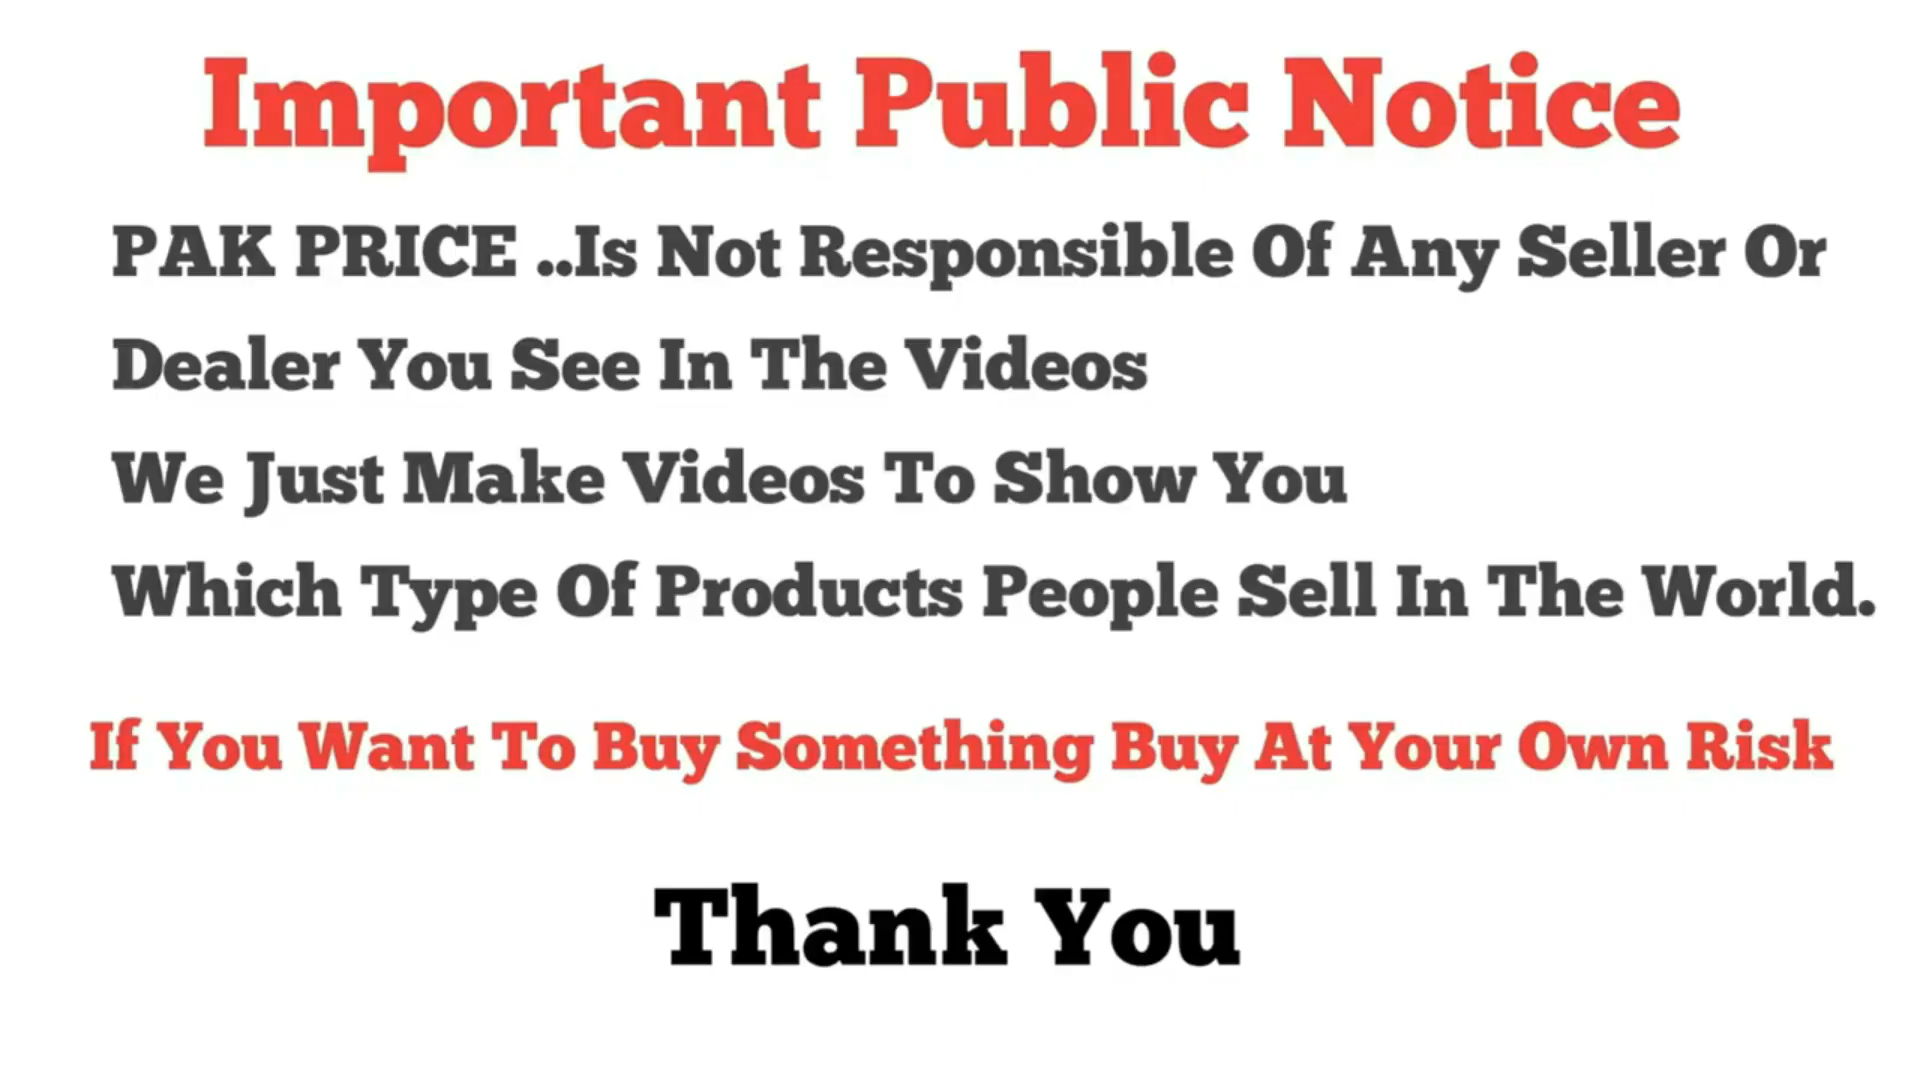 Important Public Notice
PAK PRICE ..Is Not Responsible Of Any Seller Or
Dealer You See In The Videos
We Just Make Videos To Show You
Which Type Of Products People Sell In The World.
If You Want To Buy Something Buy At Your Own Risk
Thank You